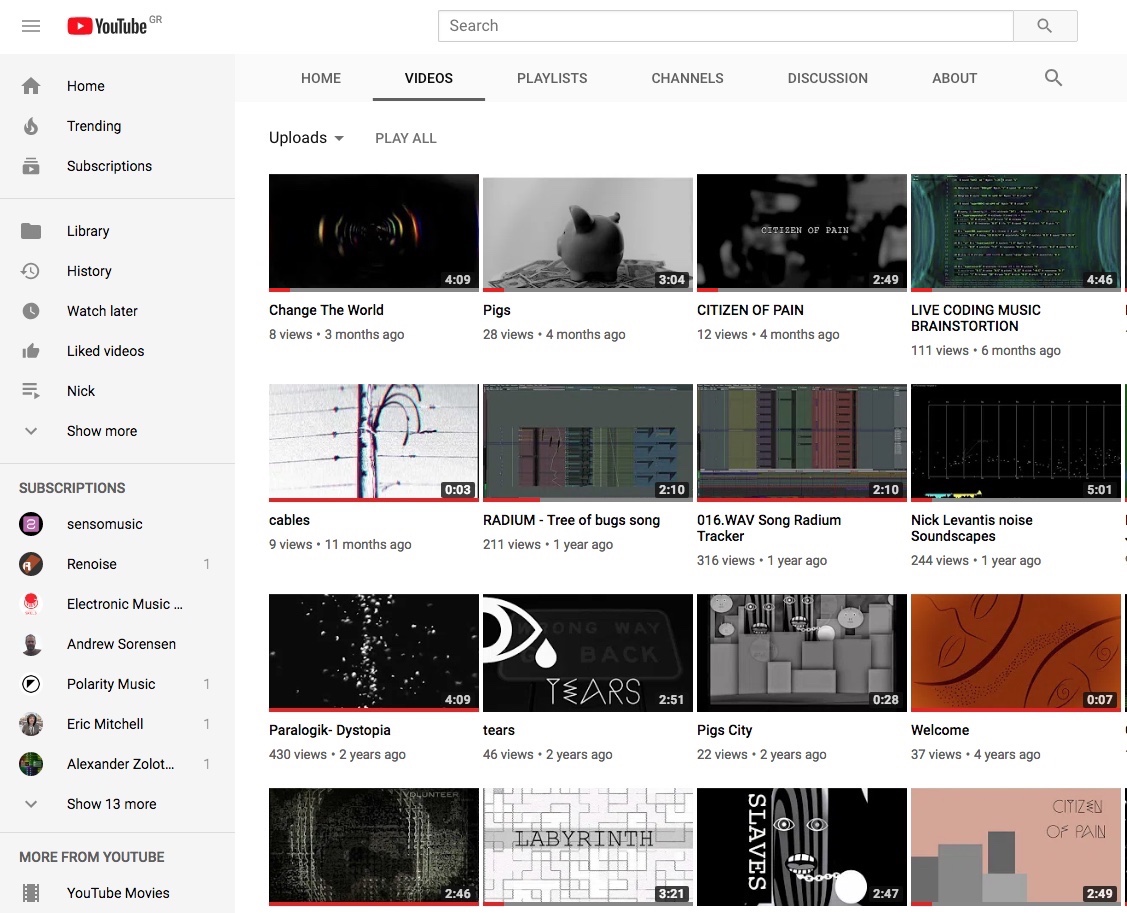 YouTube GR
Search
HOME VIDEOS PLAYLISTS CHANNELS DISCUSSION ABOUT
Home
Trending
Subscriptions
Library
History
Watch later
Liked videos
Nick
Show more
SUBSCRIPTIONS
sensomusic
Renoise 1
Electronic Music ...
Andrew Sorensen
Polarity Music 1
Eric Mitchell 1
Alexander Zolot... 1
Show 13 more
MORE FROM YOUTUBE
YouTube Movies
Uploads PLAY ALL
4:09
Change The World
8 views • 3 months ago
3:04
Pigs
28 views • 4 months ago
CITIZEN OF PAIN
2:49
CITIZEN OF PAIN
12 views • 4 months ago
4:46
LIVE CODING MUSIC
BRAINSTORTION
111 views • 6 months ago
0:03
cables
9 views • 11 months ago
2:10
RADIUM - Tree of bugs song
211 views • 1 year ago
2:10
016.WAV Song Radium
Tracker
316 views • 1 year ago
5:01
Nick Levantis noise
Soundscapes
244 views • 1 year ago
4:09
Paralogik- Dystopia
430 views • 2 years ago
WRONG WAY
GO BACK
TEARS
2:51
tears
46 views • 2 years ago
0:28
Pigs City
22 views • 2 years ago
0:07
Welcome
37 views • 4 years ago
VOLUNTEER
2:46
LABYRINTH
3:21
SLAVES
2:47
CITIZEN
OF PAIN
2:49